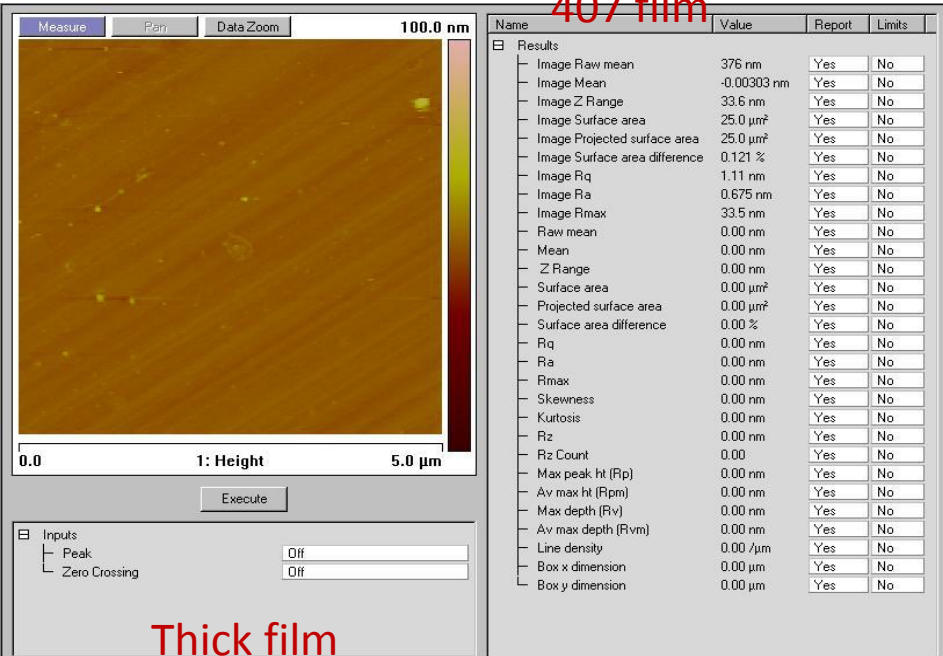 407 film
Measure Pan Data Zoom 100.0 nm
0.0 1: Height 5.0 µm
Execute
Inputs
Peak Off
Zero Crossing Off
Thick film
Name Value Report Limits
Results
Image Raw mean 376 nm Yes No
Image Mean -0.00303 nm Yes No
Image Z Range 33.6 nm Yes No
Image Surface area 25.0 µm² Yes No
Image Projected surface area 25.0 µm² Yes No
Image Surface area difference 0.121 % Yes No
Image Rq 1.11 nm Yes No
Image Ra 0.675 nm Yes No
Image Rmax 33.5 nm Yes No
Raw mean 0.00 nm Yes No
Mean 0.00 nm Yes No
Z Range 0.00 nm Yes No
Surface area 0.00 µm² Yes No
Projected surface area 0.00 µm² Yes No
Surface area difference 0.00 % Yes No
Rq 0.00 nm Yes No
Ra 0.00 nm Yes No
Rmax 0.00 nm Yes No
Skewness 0.00 nm Yes No
Kurtosis 0.00 nm Yes No
Rz 0.00 nm Yes No
Rz Count 0.00 Yes No
Max peak ht (Rp) 0.00 nm Yes No
Av max ht (Rpm) 0.00 nm Yes No
Max depth (Rv) 0.00 nm Yes No
Av max depth (Rvm) 0.00 nm Yes No
Line density 0.00 /µm Yes No
Box x dimension 0.00 µm Yes No
Box y dimension 0.00 µm Yes No